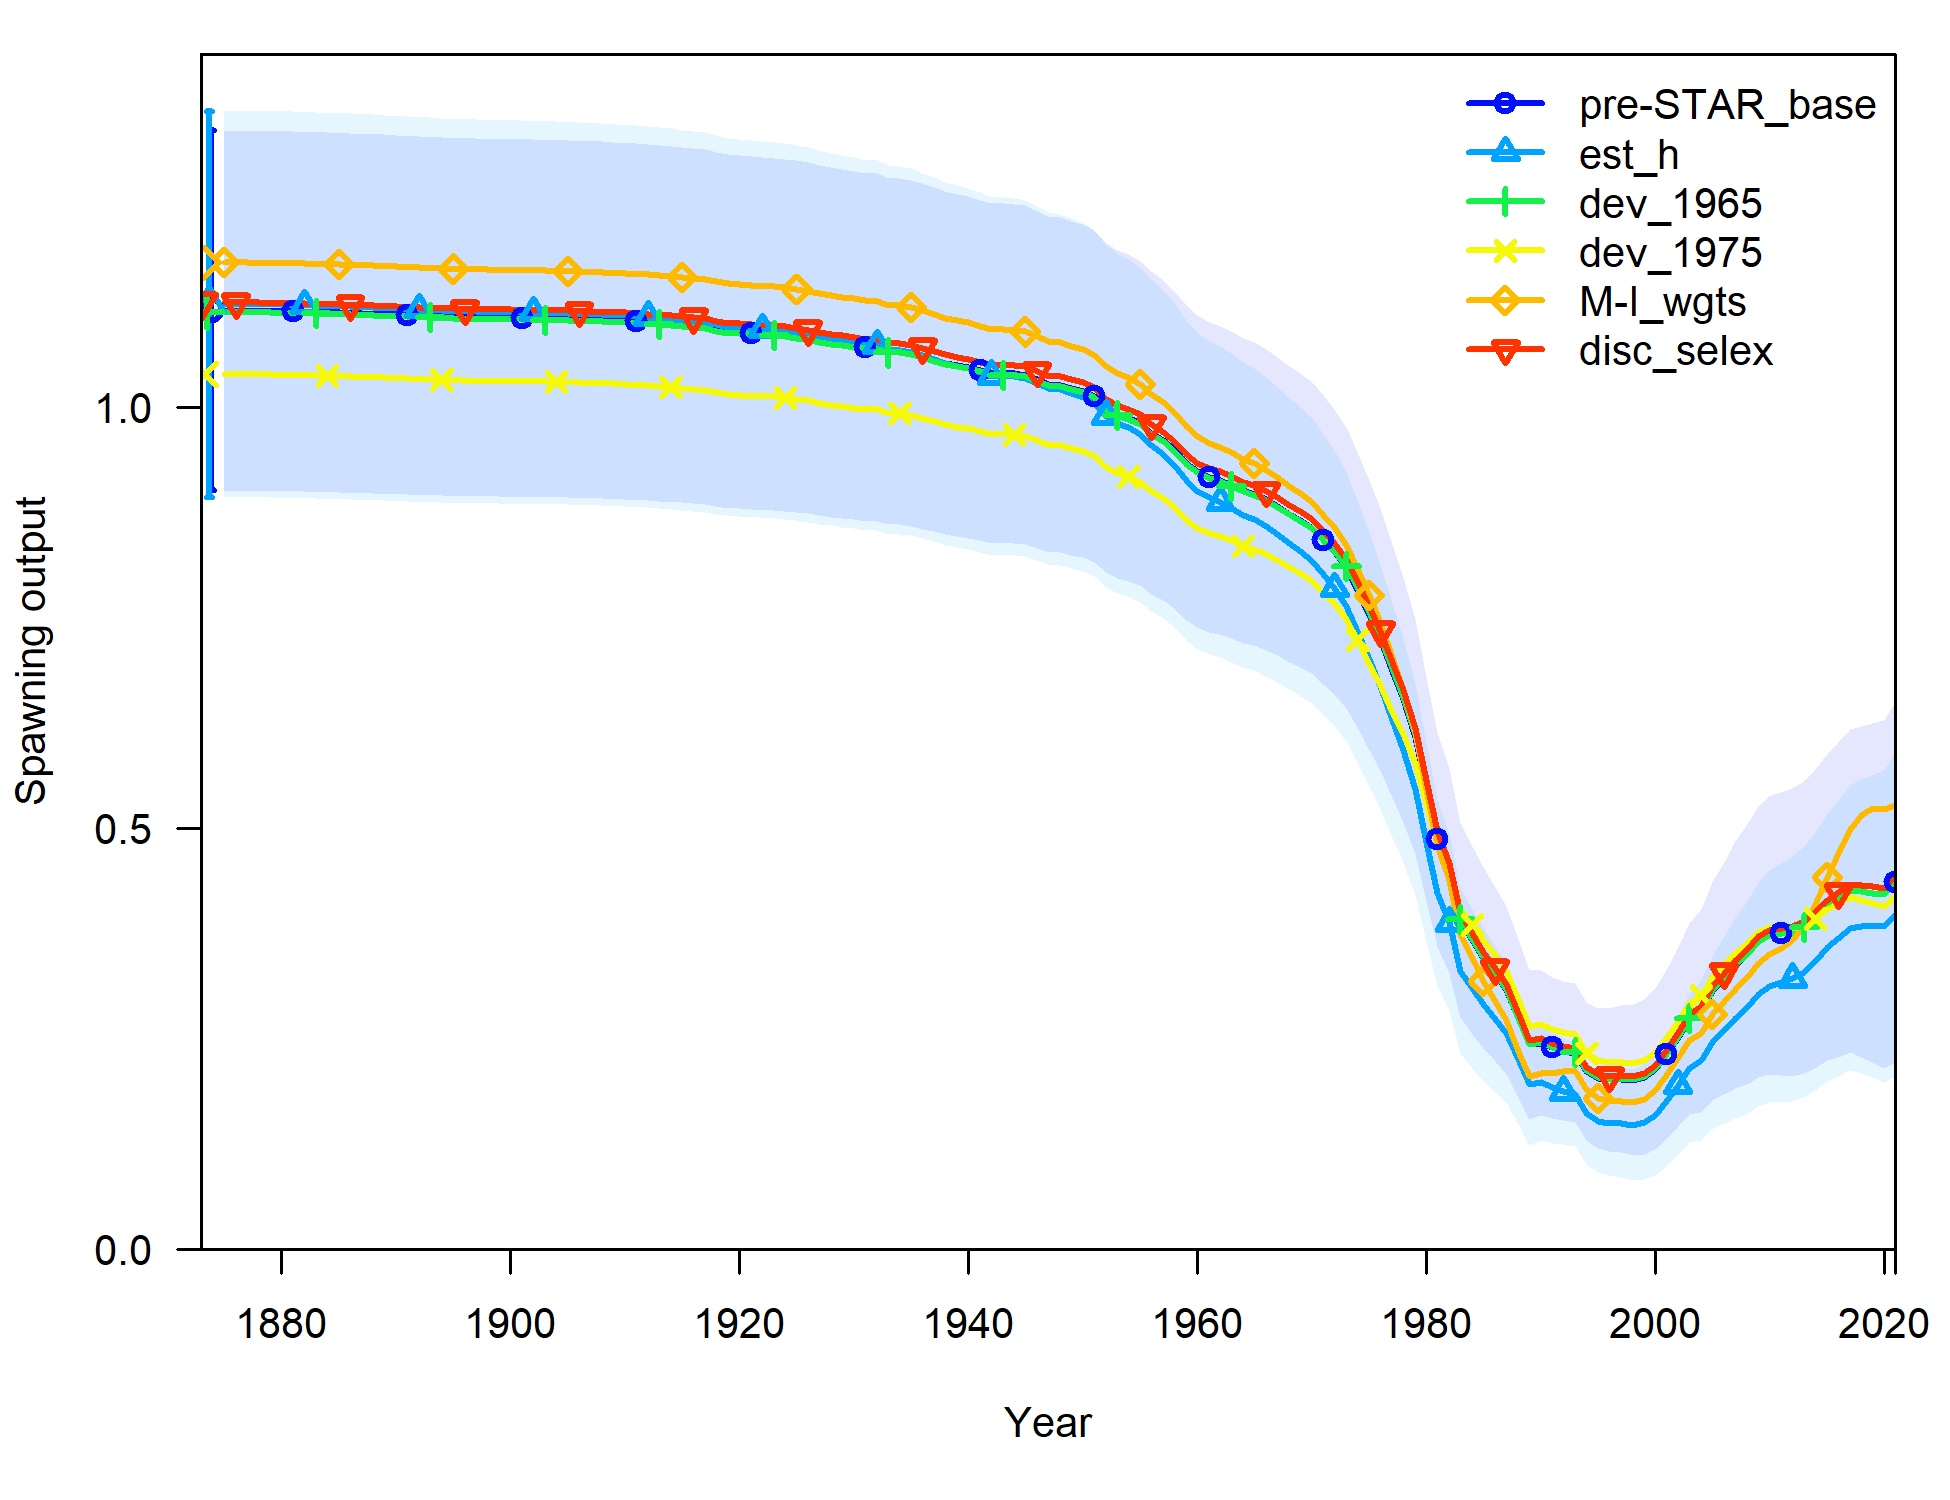 pre-STAR_base
est_h
dev_1965
dev_1975
M-I_wgts
disc_selex
Spawning output
1.0
0.5
0.0
1880 1900 1920 1940 1960 1980 2000 2020
Year